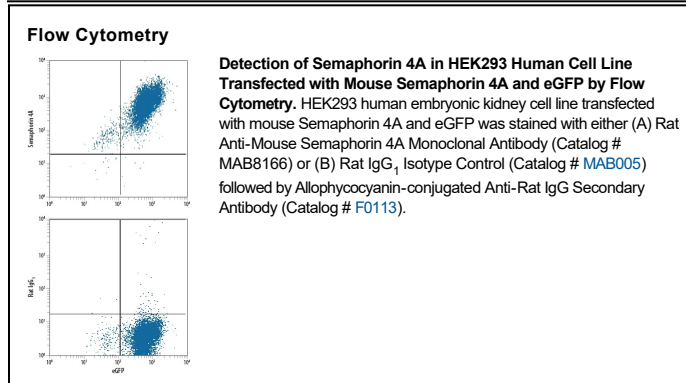 Flow Cytometry
Detection of Semaphorin 4A in HEK293 Human Cell Line
Transfected with Mouse Semaphorin 4A and eGFP by Flow
Cytometry. HEK293 human embryonic kidney cell line transfected
with mouse Semaphorin 4A and eGFP was stained with either (A) Rat
Anti-Mouse Semaphorin 4A Monoclonal Antibody (Catalog #
MAB8166) or (B) Rat IgG1 Isotype Control (Catalog # MAB005)
followed by Allophycocyanin-conjugated Anti-Rat IgG Secondary
Antibody (Catalog # F0113).
Semaphorin 4A
Rat IgG1
eGFP